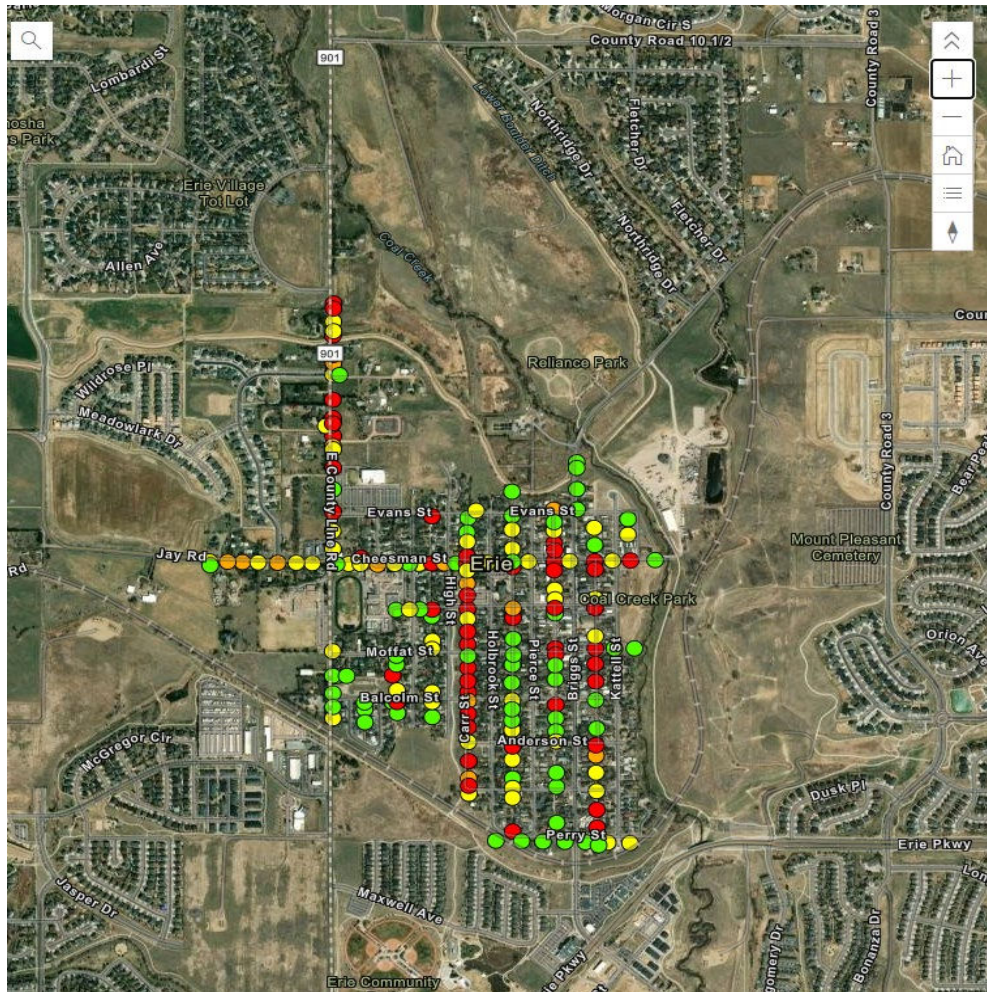 Morgan Cir S
County Road 10 1/2
901
Lombardi St
County Road 3
Lower Boulder Ditch
Northridge Dr
Fletcher Dr
Erie Village
Tot Lot
Fletcher Dr
Northridge Dr
Coal Creek
Allen Ave
901
Reliance Park
Wildrose Pl
Meadowlark Dr
County Road 3
E County Line Rd
Evans St
Evans St
Mount Pleasant
Cemetery
Jay Rd
Rd
Cheesman St
Erie
High St
Coal Creek Park
Orion Ave
Moffat St
Holbrook St
Pierce St
Briggs St
Kattell St
Balcolm St
Carr St
Anderson St
McGregor Cir
Dusk Pl
Perry St
Erie Pkwy
Jasper Dr
Maxwell Ave
Bonanza Dr
Erie Community